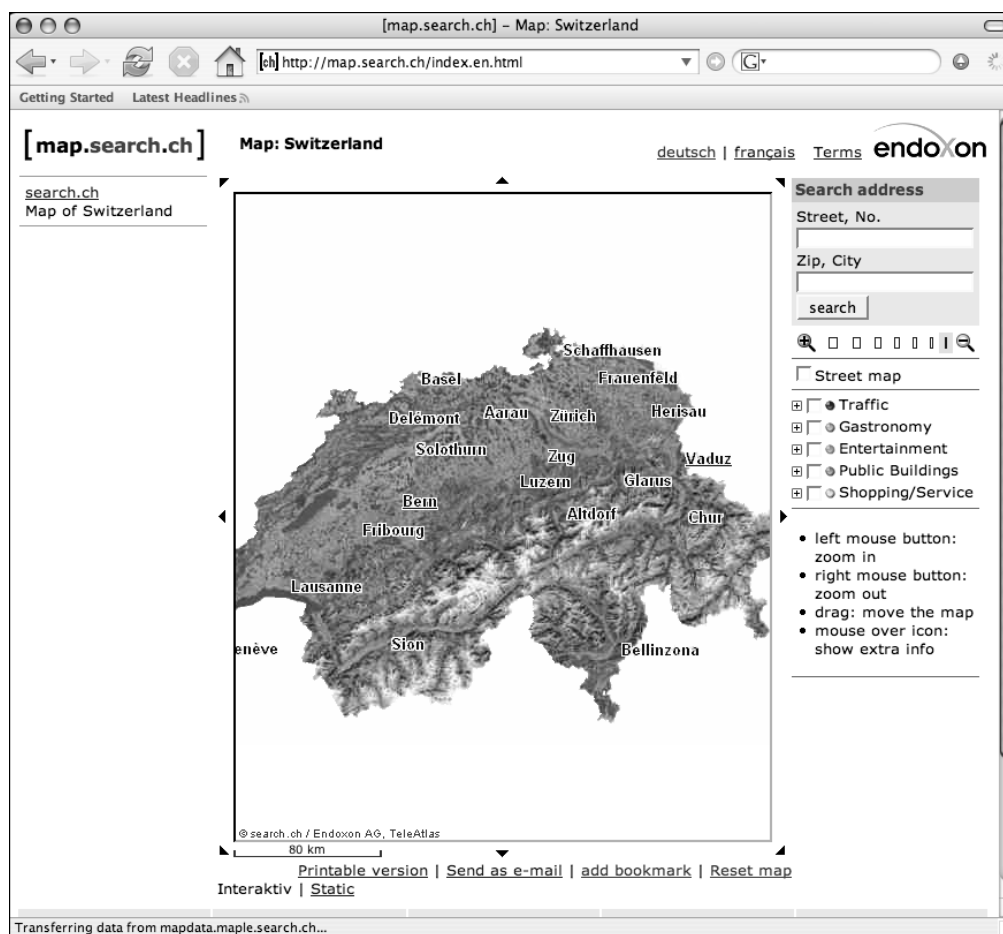 [map.search.ch] – Map: Switzerland
[ch] http://map.search.ch/index.en.html
G
Getting Started Latest Headlines
[map.search.ch]
Map: Switzerland
deutsch | français Terms endoxon
search.ch
Map of Switzerland
Search address
Street, No.
Zip, City
search
Street map
Traffic
Gastronomy
Entertainment
Public Buildings
Shopping/Service
• left mouse button:
zoom in
• right mouse button:
zoom out
• drag: move the map
• mouse over icon:
show extra info
Schaffhausen
Basel
Frauenfeld
Delémont
Aarau
Zürich
Herisau
Solothurn
Zug
Vaduz
Luzern
Glarus
Bern
Altdorf
Chur
Fribourg
Lausanne
enève
Sion
Bellinzona
© search.ch / Endoxon AG, TeleAtlas
80 km
Printable version | Send as e-mail | add bookmark | Reset map
Interaktiv | Static
Transferring data from mapdata.maple.search.ch...